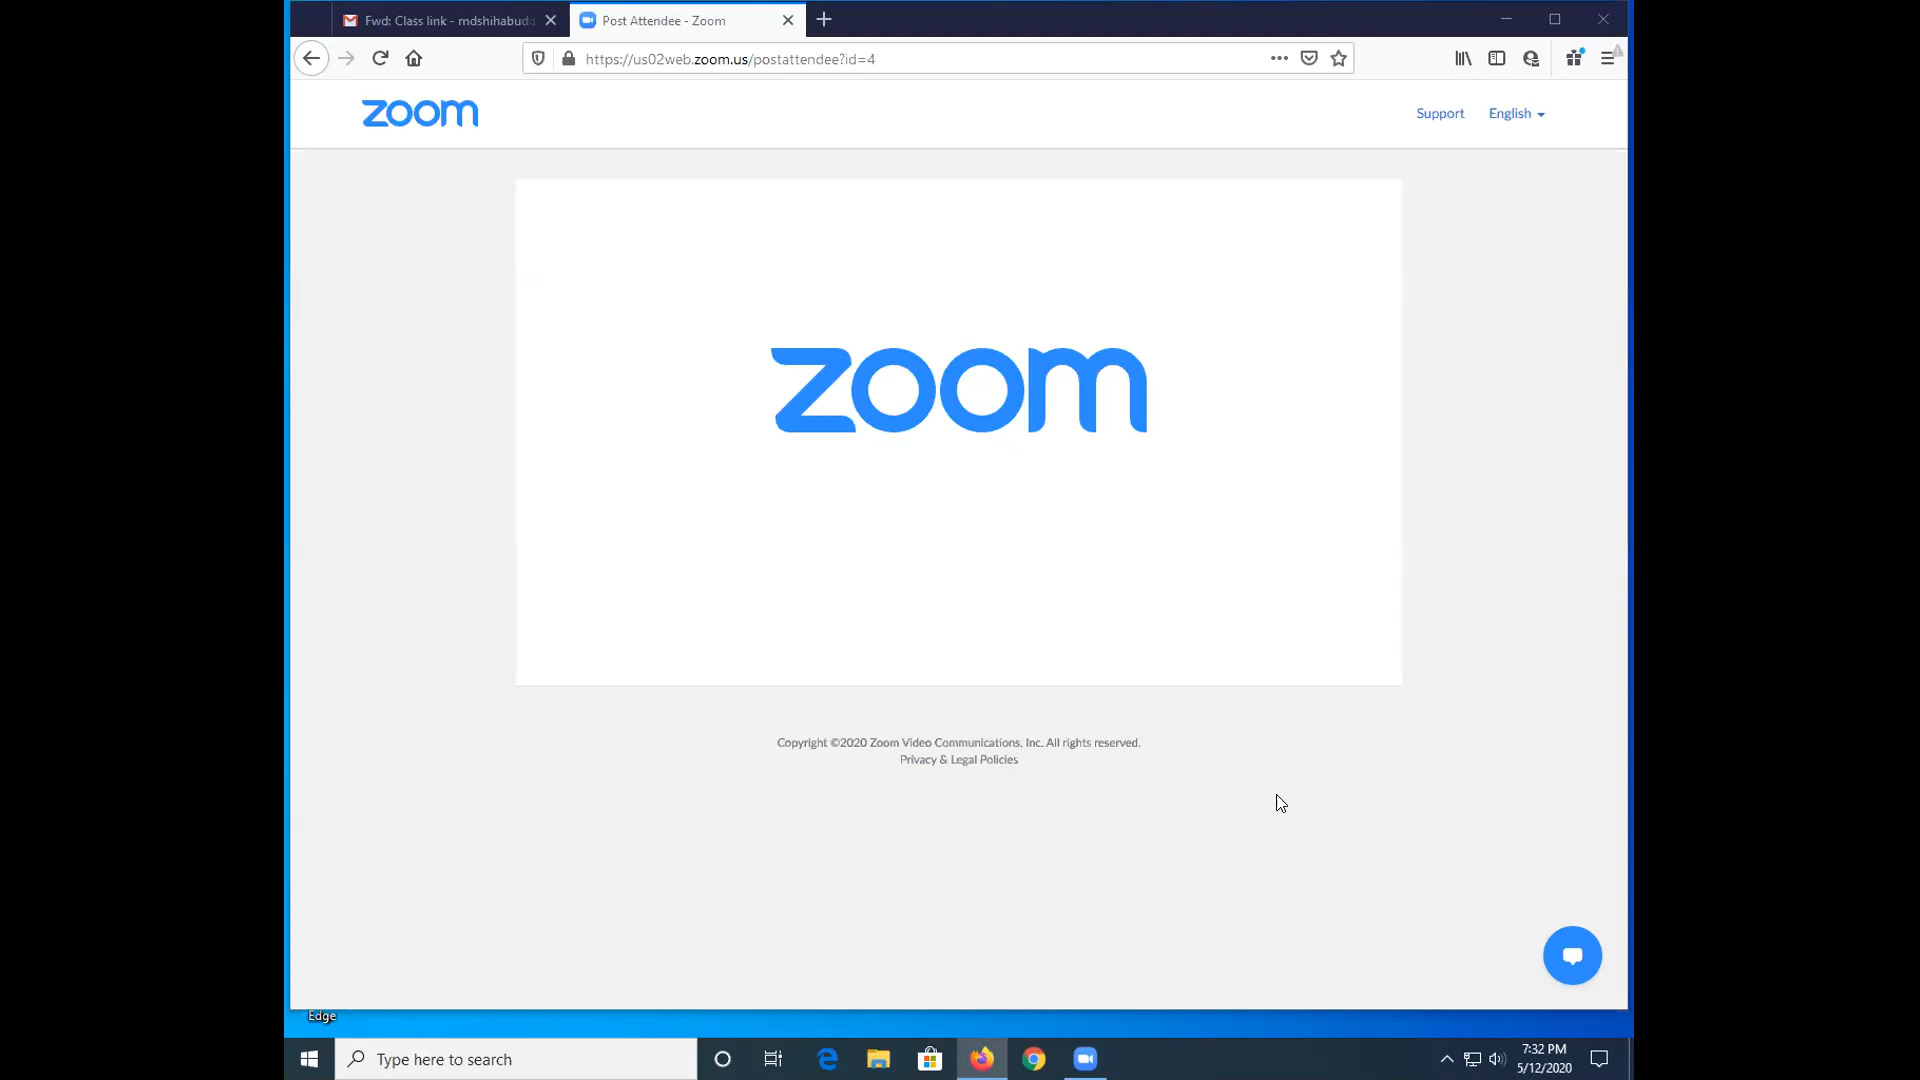 Fwd: Class link - mdshihabudd
Post Attendee - Zoom
https://us02web.zoom.us/postattendee?id=4
zoom
Support
English
zoom
Copyright ©2020 Zoom Video Communications, Inc. All rights reserved.
Privacy & Legal Policies
Edge
Type here to search
7:32 PM
5/12/2020